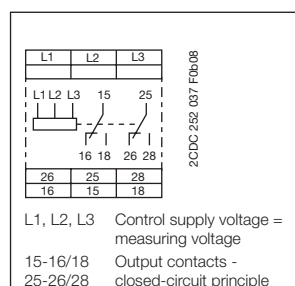 L1 L2 L3
L1 L2 L3 15 25
16 18 26 28
26 25 28
16 15 18
2CDC 252 037 F0b08
L1, L2, L3 Control supply voltage =
measuring voltage
15-16/18 Output contacts -
25-26/28 closed-circuit principle